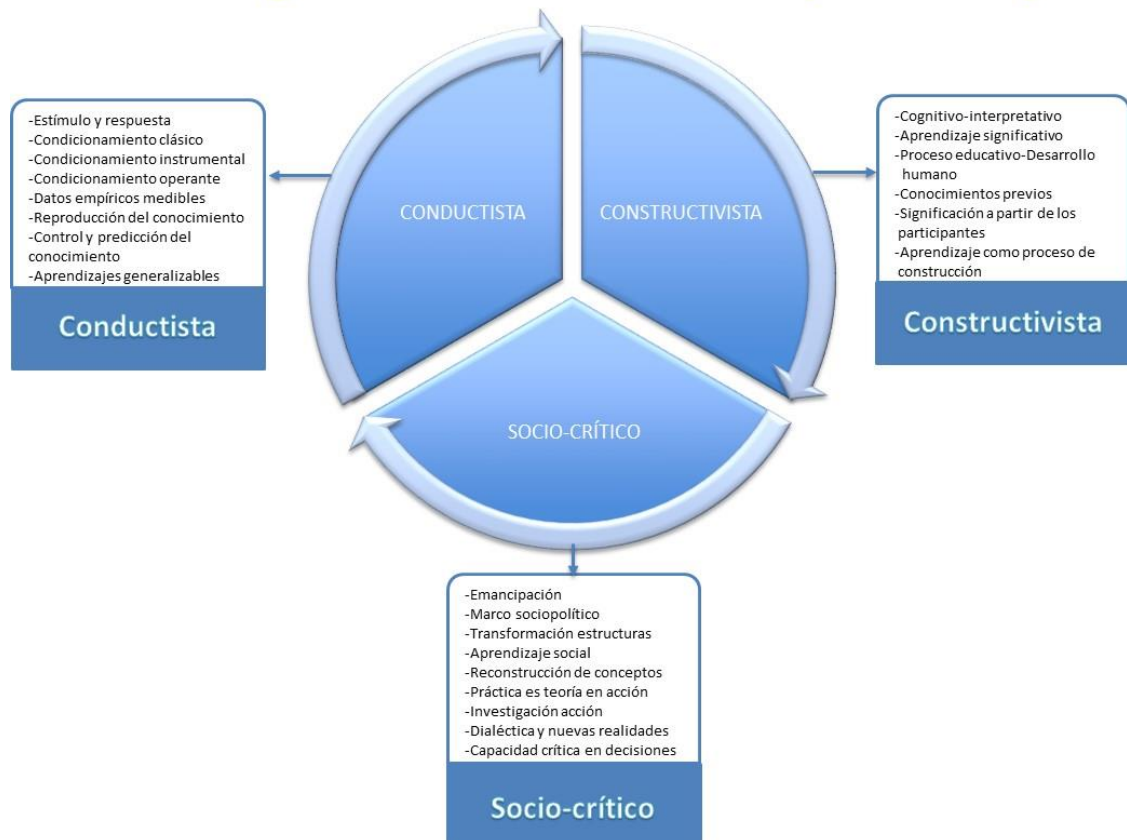 -Estímulo y respuesta
-Condicionamiento clásico
-Condicionamiento instrumental
-Condicionamiento operante
-Datos empíricos medibles
-Reproducción del conocimiento
-Control y predicción del
conocimiento
-Aprendizajes generalizables
Conductista
CONDUCTISTA
CONSTRUCTIVISTA
SOCIO-CRÍTICO
-Cognitivo-interpretativo
-Aprendizaje significativo
-Proceso educativo-Desarrollo
humano
-Conocimientos previos
-Significación a partir de los
participantes
-Aprendizaje como proceso de
construcción
Constructivista
-Emancipación
-Marco sociopolítico
-Transformación estructuras
-Aprendizaje social
-Reconstrucción de conceptos
-Práctica es teoría en acción
-Investigación acción
-Dialéctica y nuevas realidades
-Capacidad crítica en decisiones
Socio-crítico